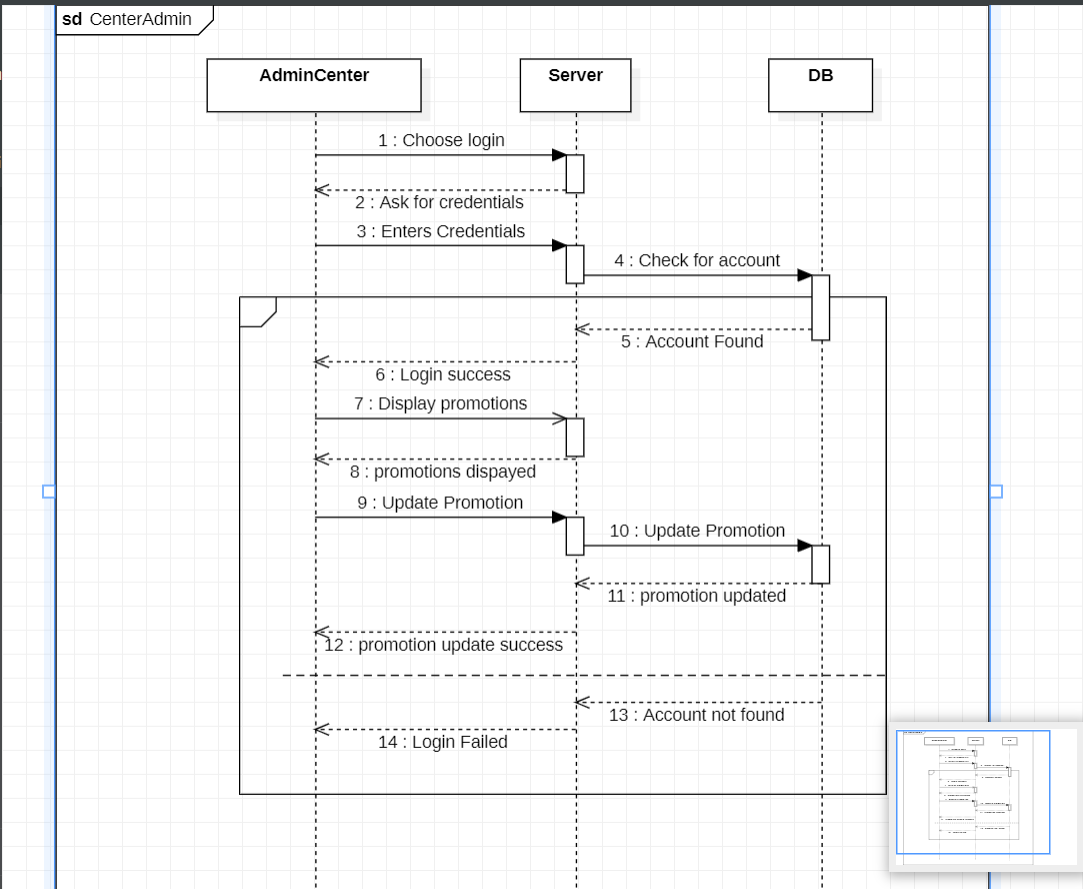 sd CenterAdmin
AdminCenter
Server
DB
1 : Choose login
2 : Ask for credentials
3 : Enters Credentials
4 : Check for account
5 : Account Found
6 : Login success
7 : Display promotions
8 : promotions dispayed
9 : Update Promotion
10 : Update Promotion
11 : promotion updated
12 : promotion update success
13 : Account not found
14 : Login Failed